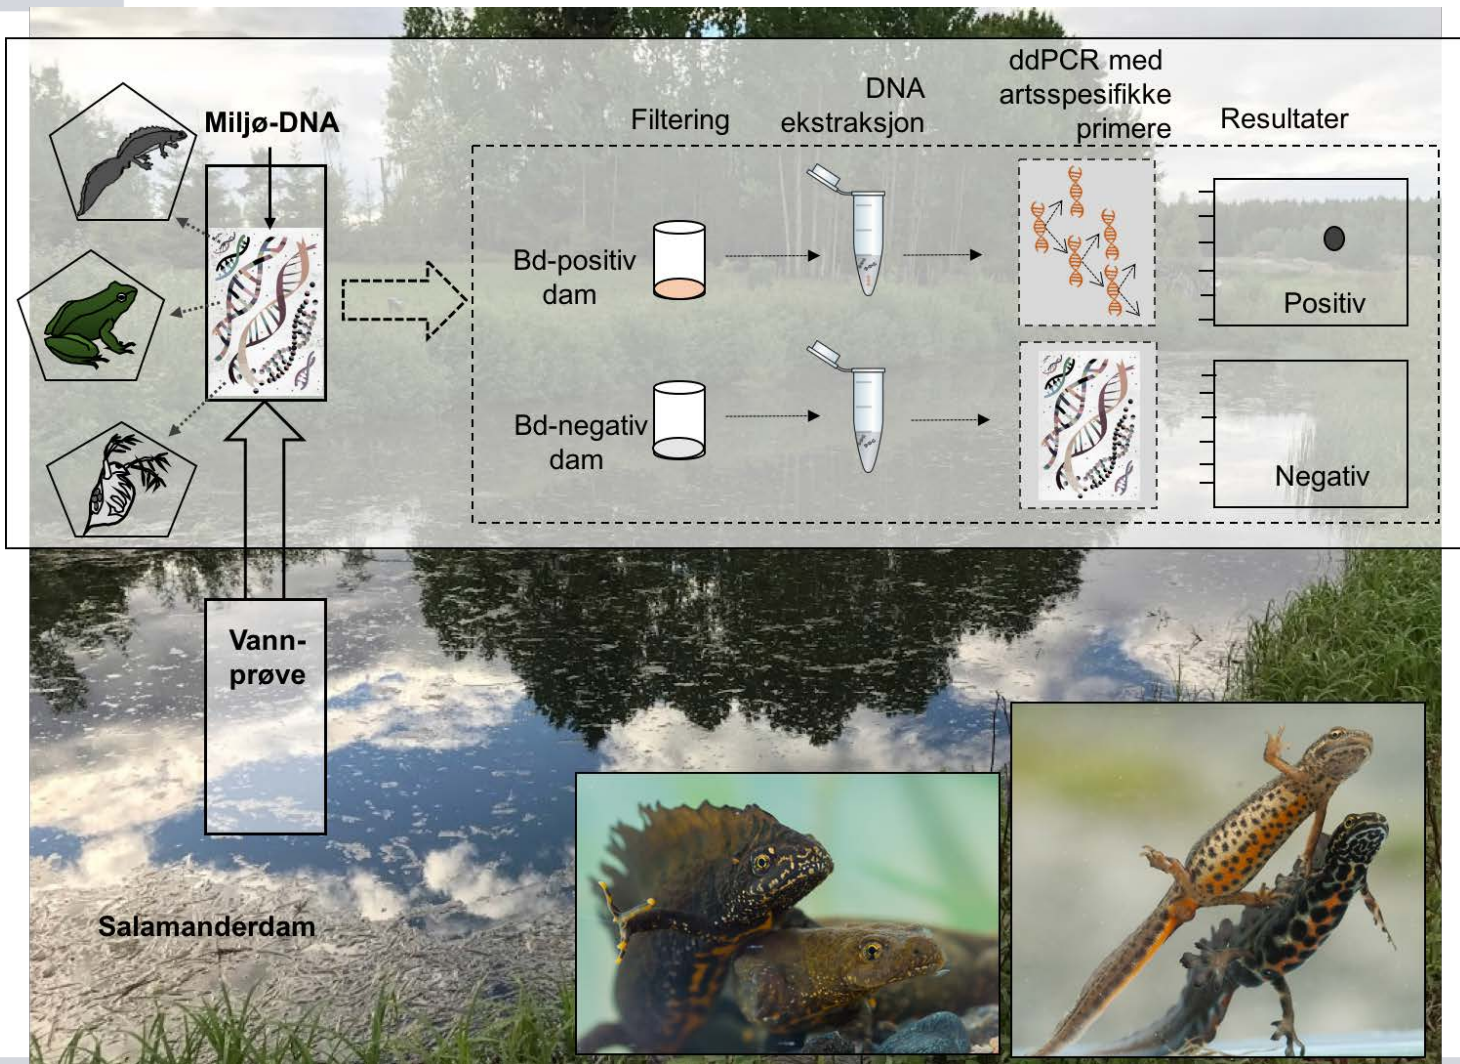 Miljø-DNA
Filtering
DNA
ekstraksjon
ddPCR med
artsspesifikke
primere
Resultater
Bd-positiv
dam
Positiv
Bd-negativ
dam
Negativ
Vann-
prøve
Salamanderdam